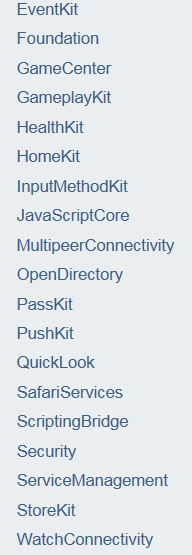 EventKit
Foundation
GameCenter
GameplayKit
HealthKit
HomeKit
InputMethodKit
JavaScriptCore
MultipeerConnectivity
OpenDirectory
PassKit
PushKit
QuickLook
SafariServices
ScriptingBridge
Security
ServiceManagement
StoreKit
WatchConnectivity